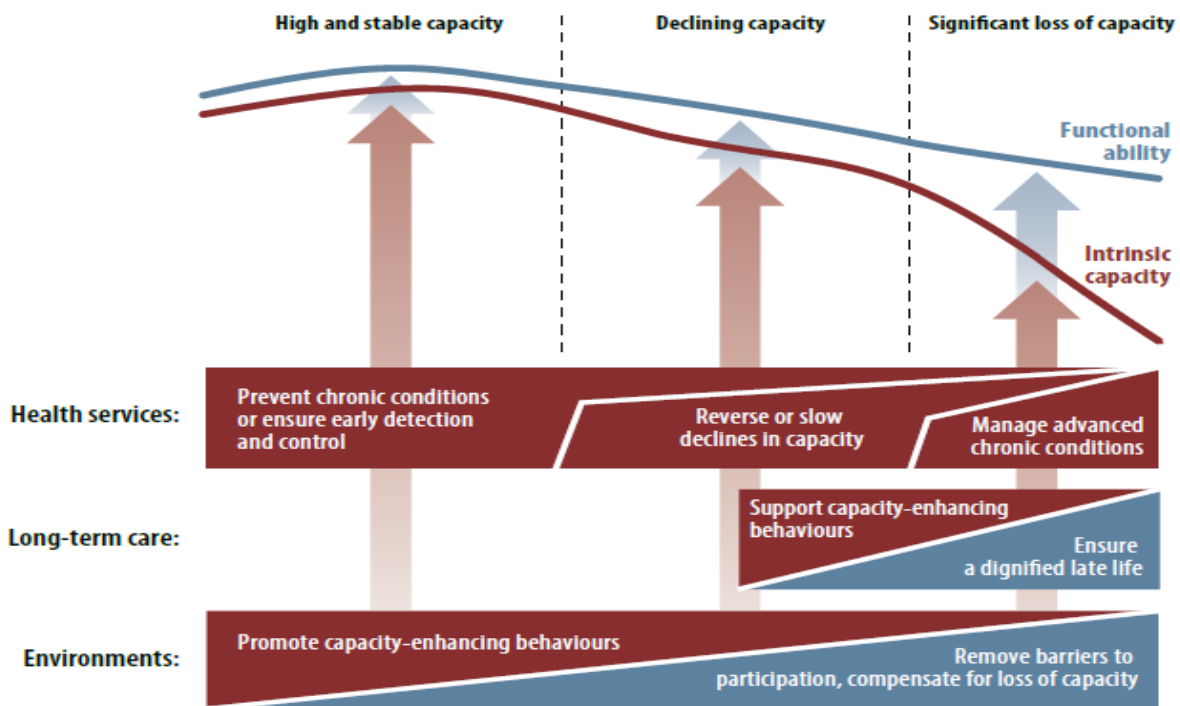 High and stable capacity
Declining capacity
Significant loss of capacity
Functional
ability
Intrinsic
capacity
Health services:
Prevent chronic conditions
or ensure early detection
and control
Reverse or slow
declines in capacity
Manage advanced
chronic conditions
Long-term care:
Support capacity-enhancing
behaviours
Ensure
a dignified late life
Environments:
Promote capacity-enhancing behaviours
Remove barriers to
participation, compensate for loss of capacity